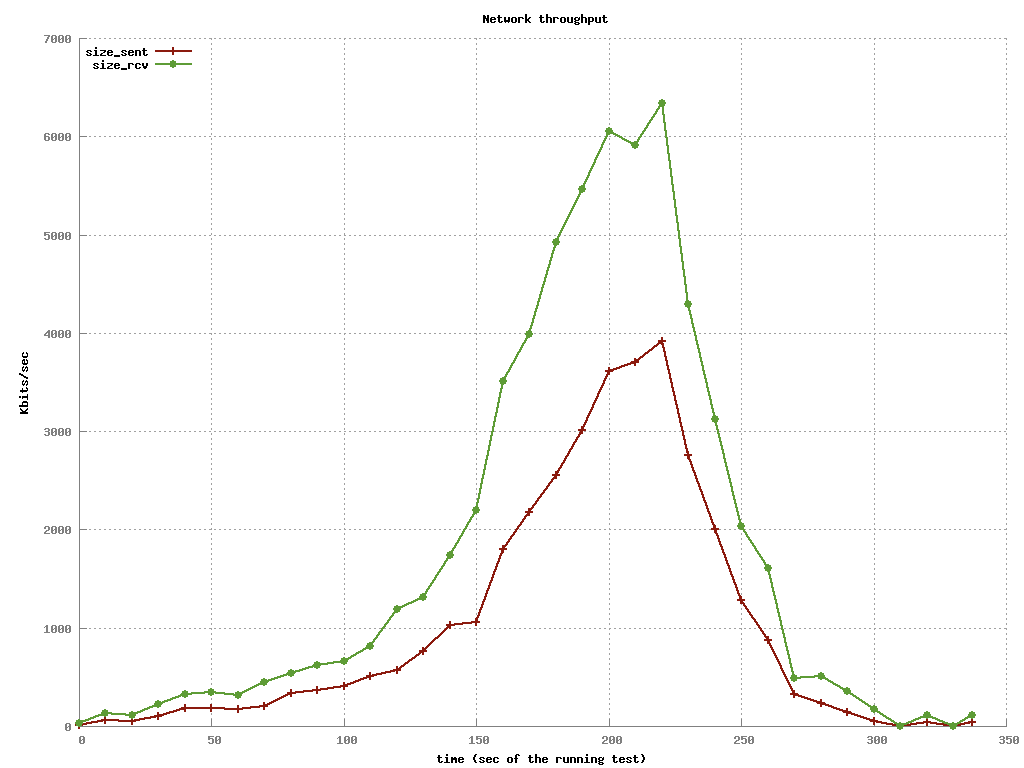 Network throughput
7000
size_sent
size_rcv
6000
5000
4000
Kbits/sec
3000
2000
1000
0
0 50 100 150 200 250 300 350
time (sec of the running test)